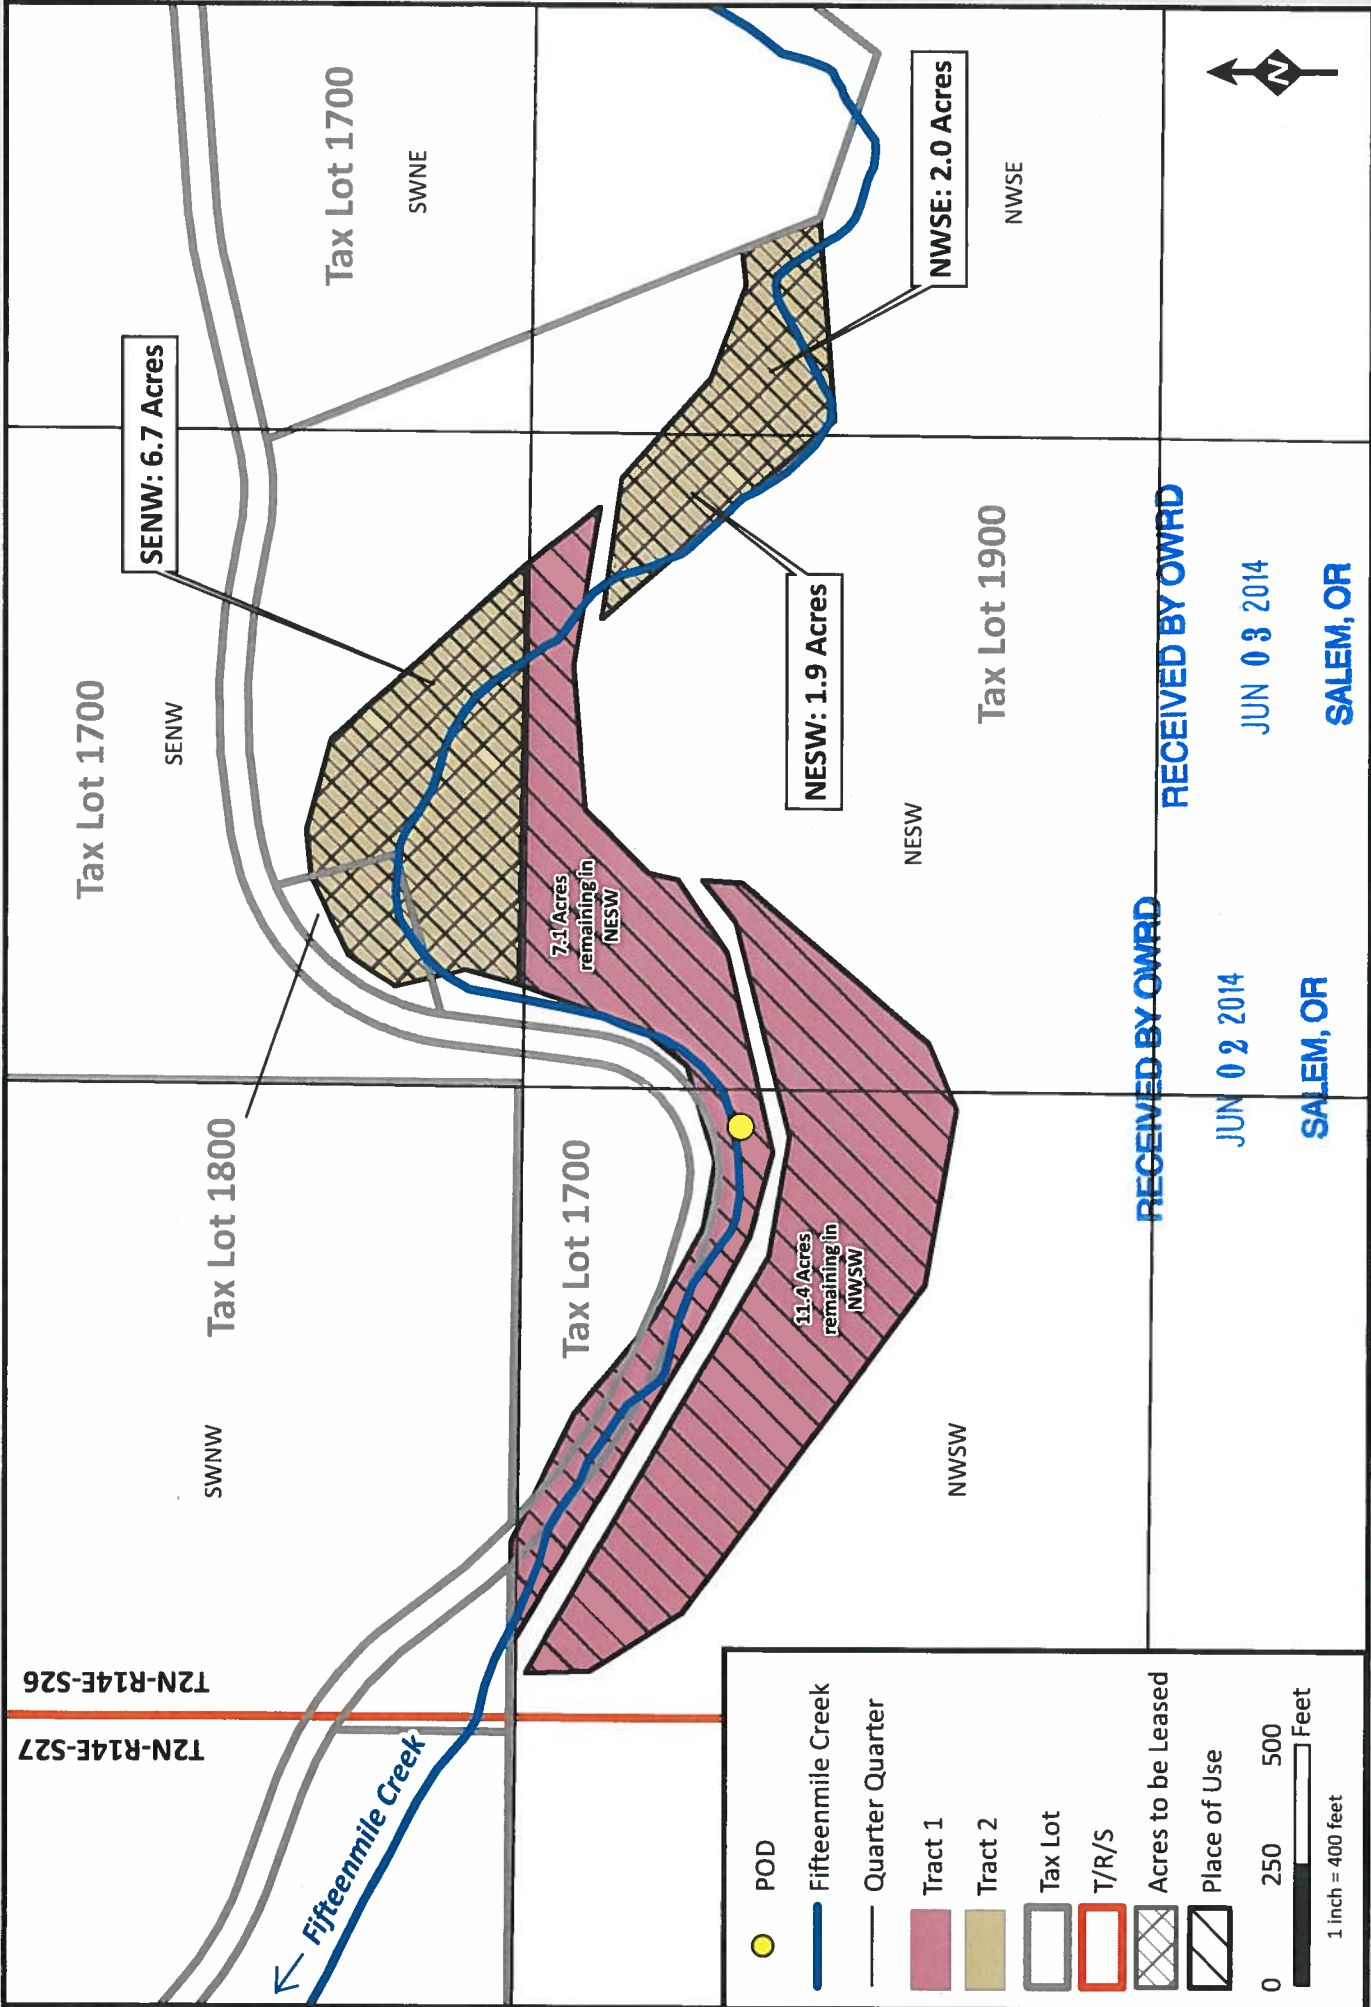 T2N-R14E-S27
T2N-R14E-S26
Fifteenmile Creek
SWNW
Tax Lot 1800
Tax Lot 1700
SENW
SENW: 6.7 Acres
Tax Lot 1700
SWNE
Tax Lot 1700
7.1 Acres
remaining in
NESW
11.4 Acres
remaining in
NWSW
NWSW
NESW
NESW: 1.9 Acres
Tax Lot 1900
NWSE: 2.0 Acres
NWSE
N
RECEIVED BY OWRD
JUN 02 2014
SALEM, OR
RECEIVED BY OWRD
JUN 03 2014
SALEM, OR
POD
Fifteenmile Creek
Quarter Quarter
Tract 1
Tract 2
Tax Lot
T/R/S
Acres to be Leased
Place of Use
0 250 500
Feet
1 inch = 400 feet